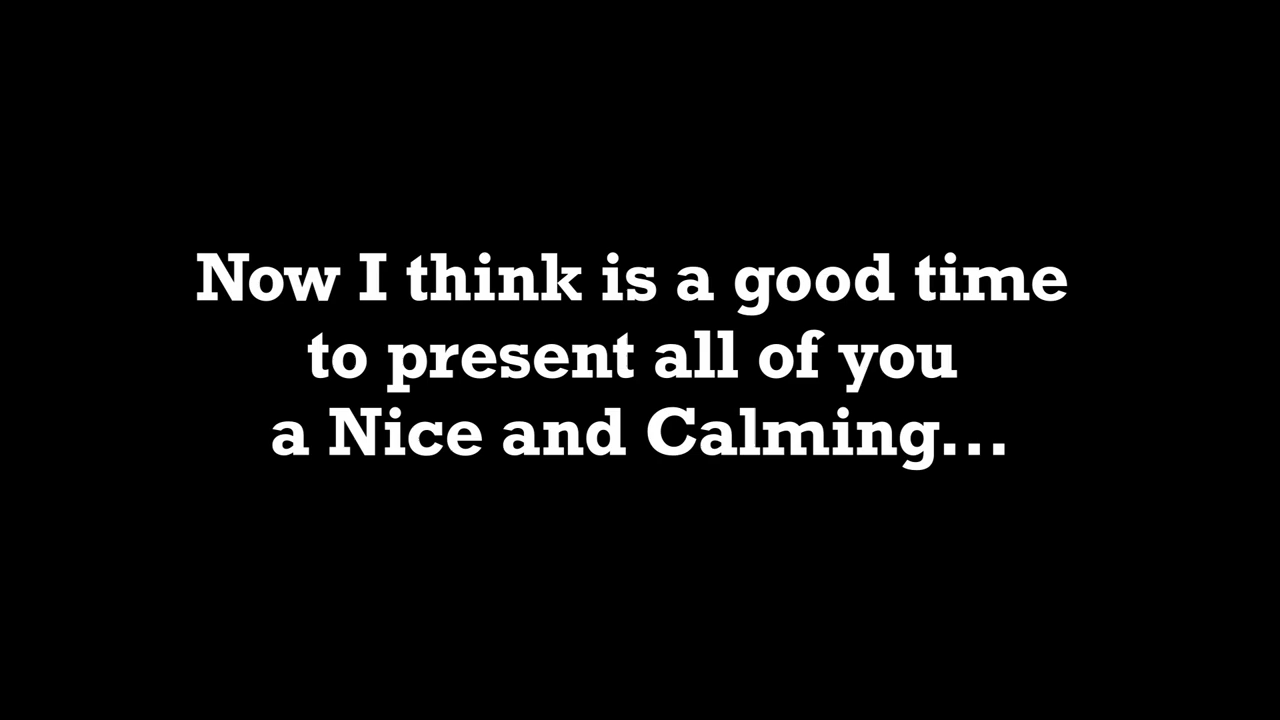 Now I think is a good time
to present all of you
a Nice and Calming...